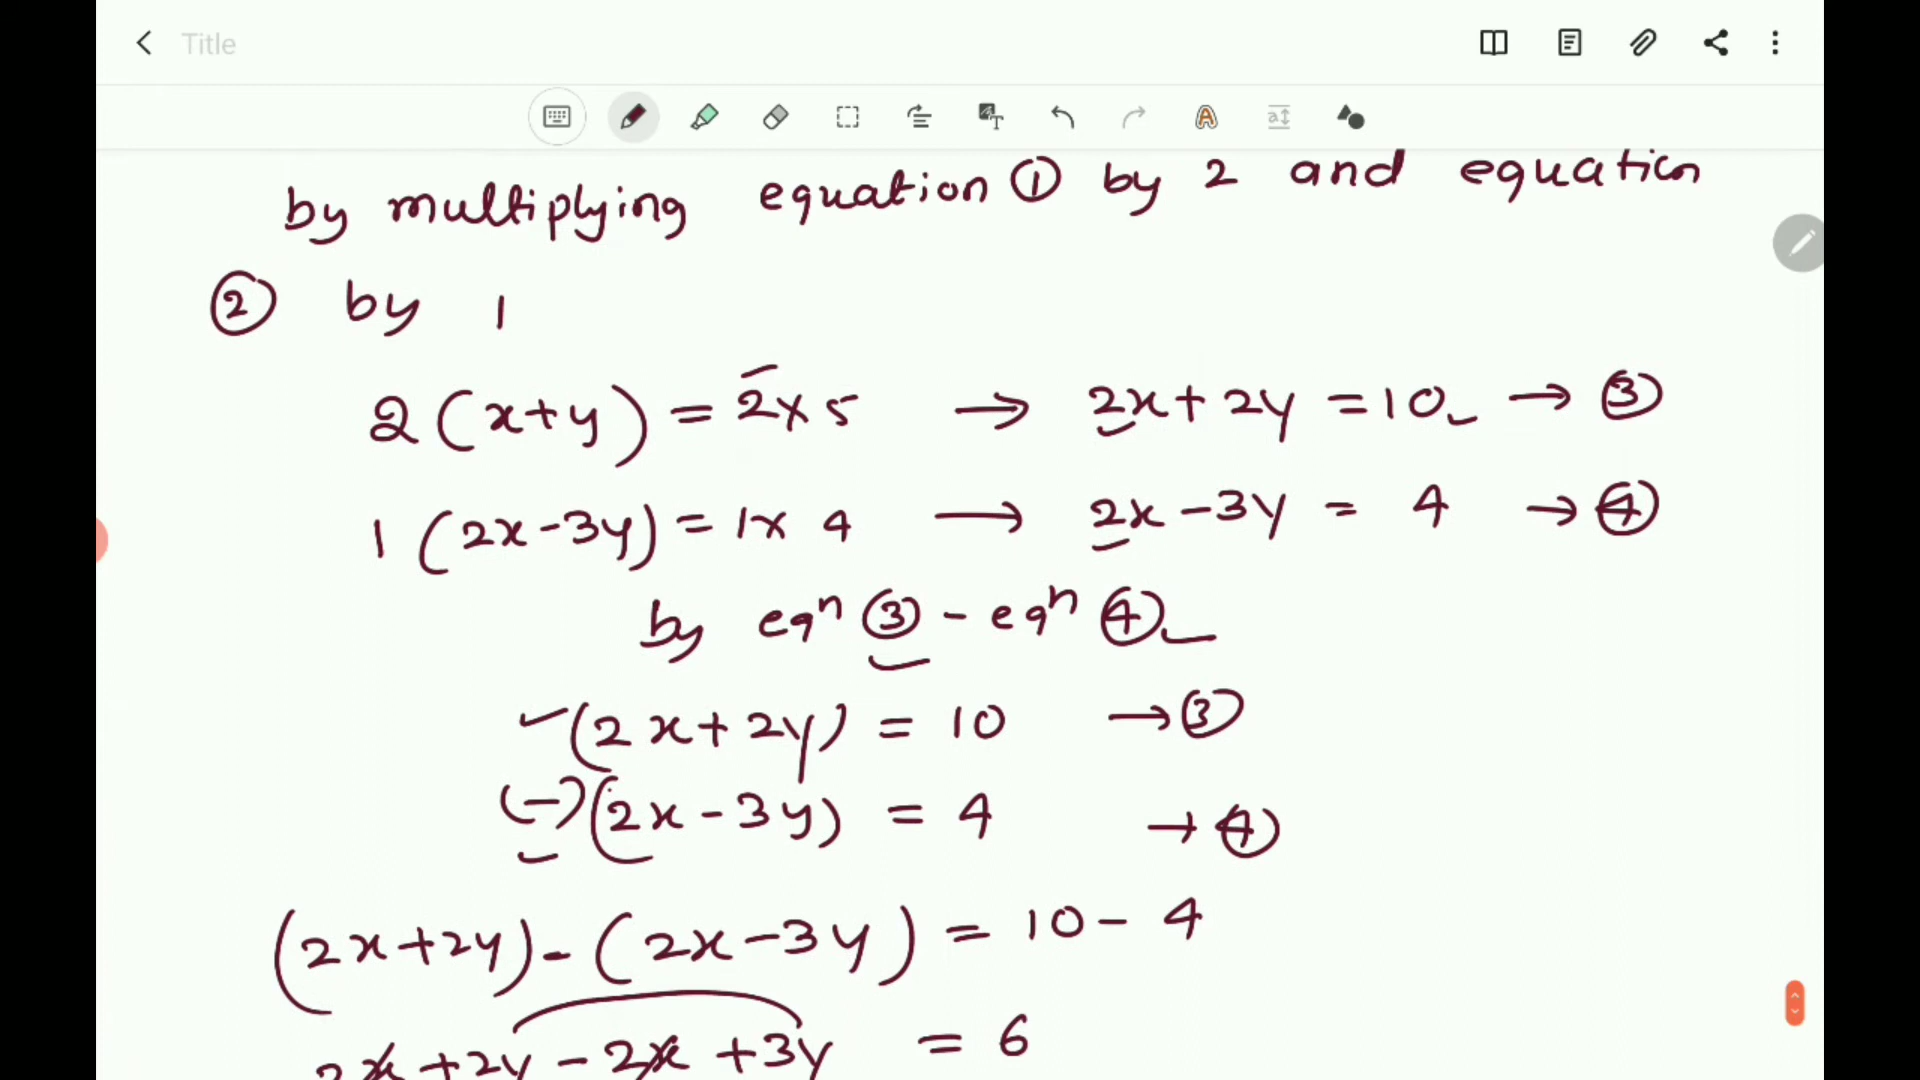 Title
by multiplying equation ① by 2 and equation
② by 1
2(x+y) = 2x5 → 2x+2y = 10 → ③
1(2x-3y) = 1x4 → 2x-3y = 4 → ④
by eqⁿ ③ - eqⁿ ④
(2x+2y) = 10 → ③
(-)(2x-3y) = 4 → ④
(2x+2y)-(2x-3y) = 10-4
2x+2y-2x+3y = 6